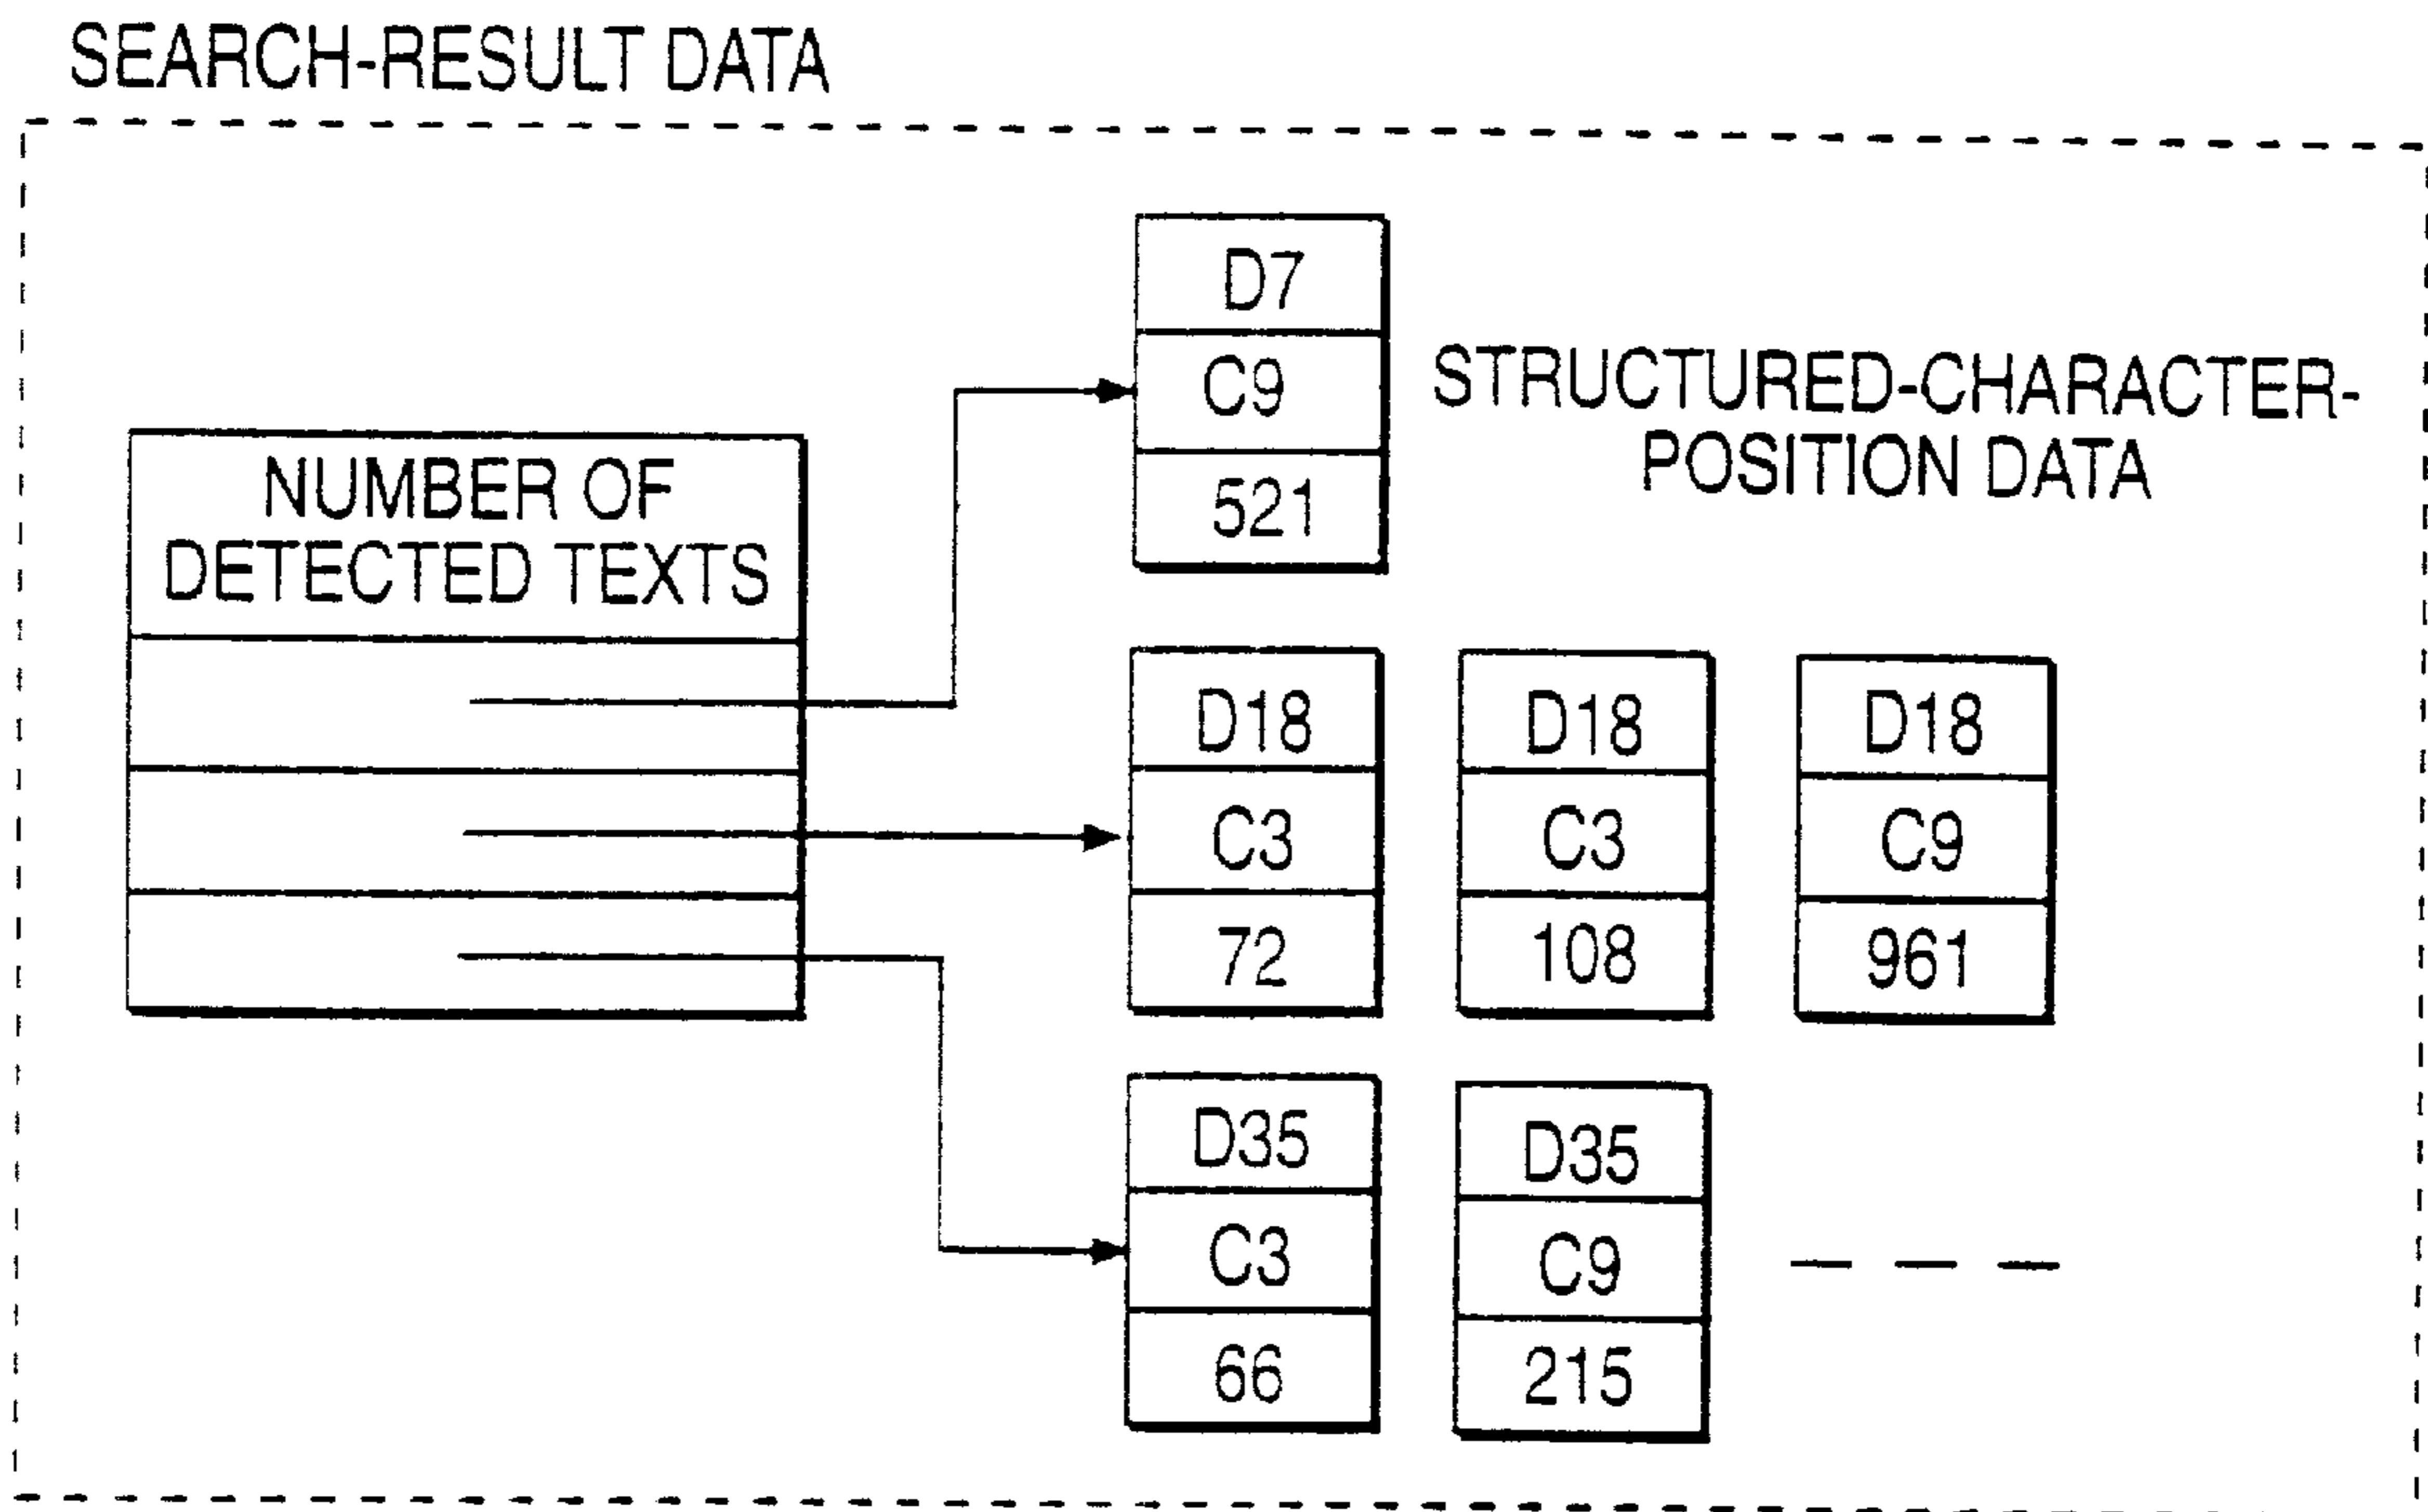 SEARCH-RESULT DATA
D7
C9
521
STRUCTURED-CHARACTER-
POSITION DATA
NUMBER OF
DETECTED TEXTS
D18
C3
72
D18
C3
108
D18
C9
961
D35
C3
66
D35
C9
215